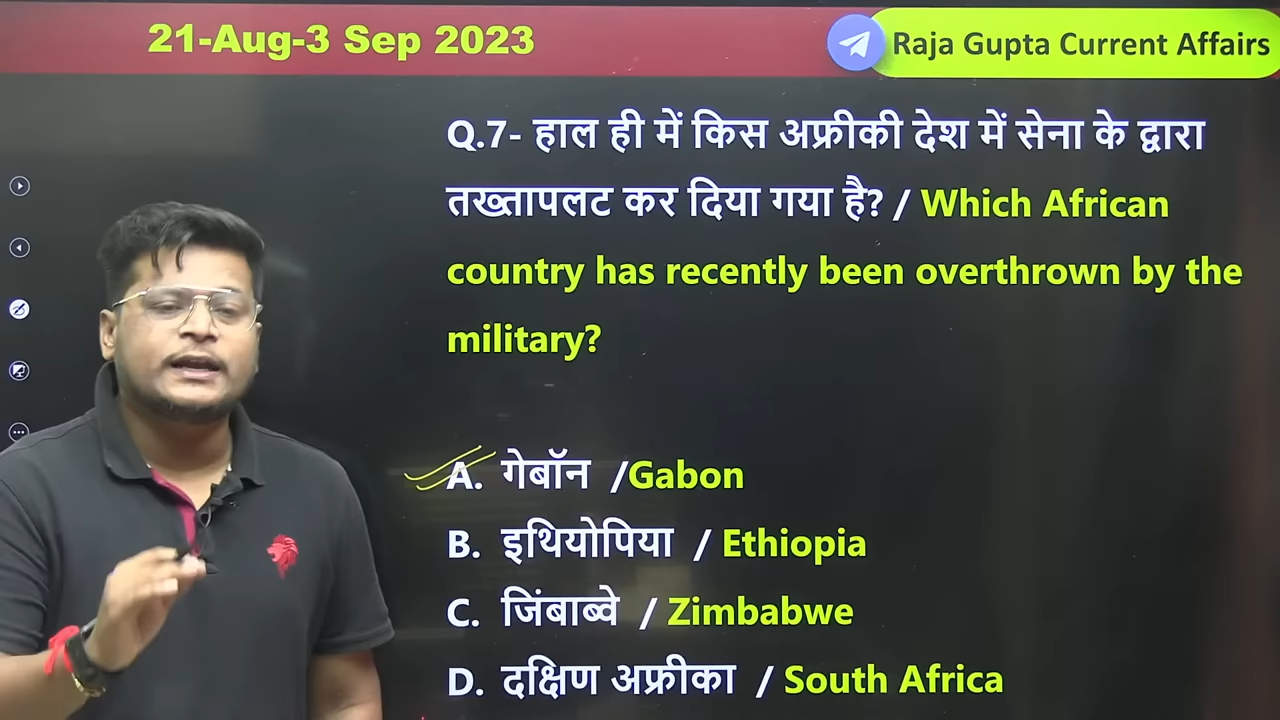 21-Aug-3 Sep 2023
Raja Gupta Current Affairs
Q.7- हाल ही में किस अफ्रीकी देश में सेना के द्वारा
तख्तापलट कर दिया गया है? / Which African
country has recently been overthrown by the
military?
A. गेबॉन /Gabon
B. इथियोपिया / Ethiopia
C. जिंबाब्वे / Zimbabwe
D. दक्षिण अफ्रीका / South Africa